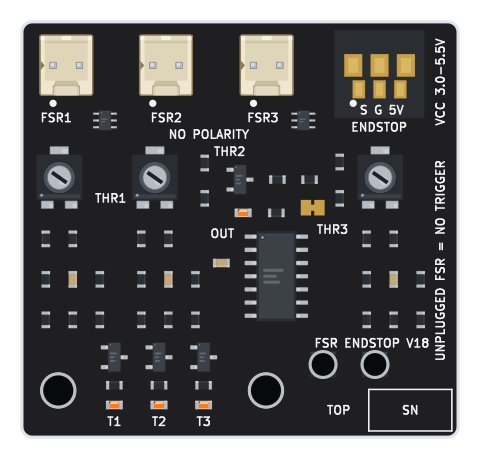 FSR1
FSR2
FSR3
S G 5V
ENDSTOP
VCC 3.0-5.5V
NO POLARITY
THR2
THR1
THR3
OUT
UNPLUGGED FSR = NO TRIGGER
FSR ENDSTOP V18
T1
T2
T3
TOP
SN